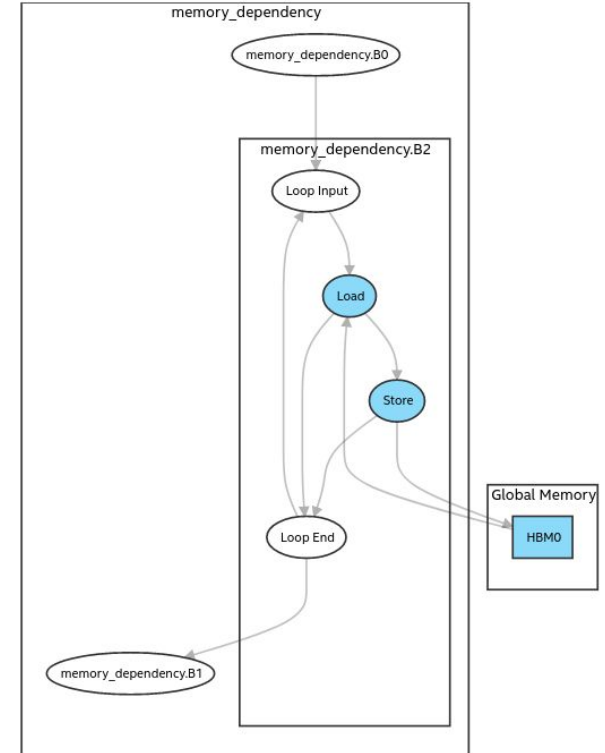 memory_dependency
memory_dependency.B0
memory_dependency.B2
Loop Input
Load
Store
Global Memory
HBM0
Loop End
memory_dependency.B1